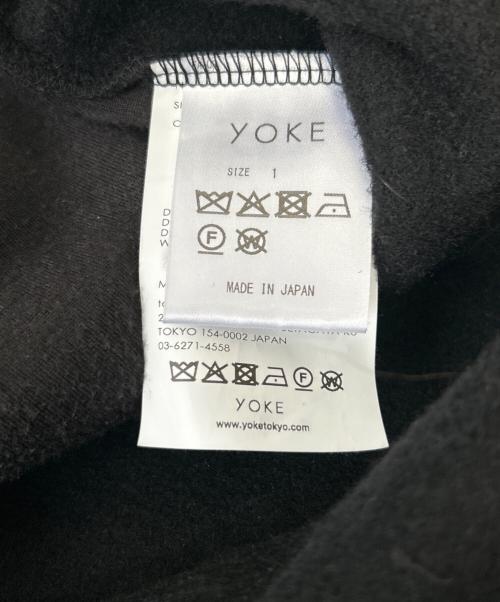 YOKE
SIZE 1
F
W
MADE IN JAPAN
TOKYO 154-0002 JAPAN
03-6271-4558
F
W
YOKE
www.yoketokyo.com